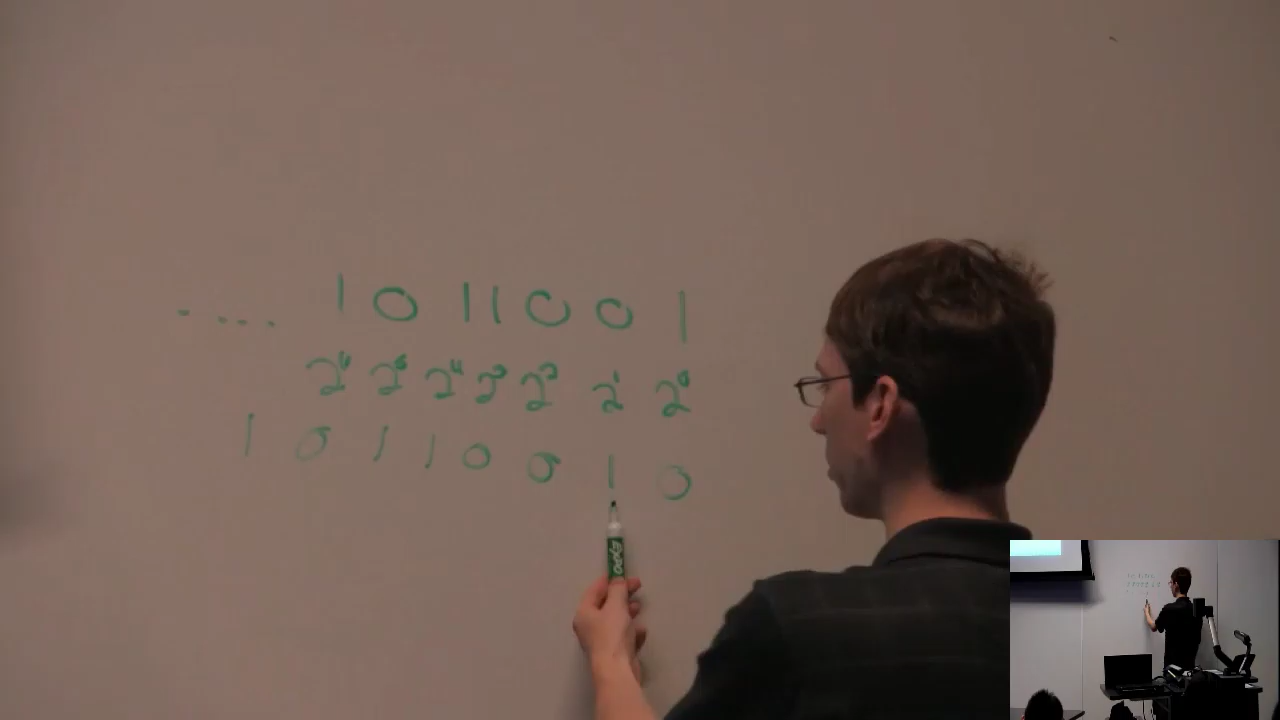 .... 1 0 1 1 0 0 1
2⁶ 2⁵ 2⁴ 2³ 2² 2¹ 2⁰
1 0 1 1 0 0 1 0
EXPO